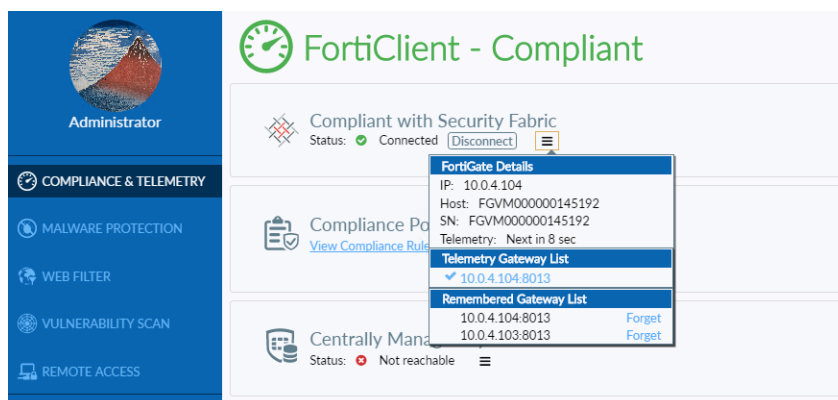 FortiClient - Compliant
Administrator
Compliant with Security Fabric
Status: Connected Disconnect
COMPLIANCE & TELEMETRY
MALWARE PROTECTION
WEB FILTER
VULNERABILITY SCAN
REMOTE ACCESS
FortiGate Details
IP: 10.0.4.104
Host: FGVM000000145192
SN: FGVM000000145192
Telemetry: Next in 8 sec
Telemetry Gateway List
10.0.4.104:8013
Remembered Gateway List
10.0.4.104:8013 Forget
10.0.4.103:8013 Forget
Compliance Po
View Compliance Rule
Centrally Mana
Status: Not reachable